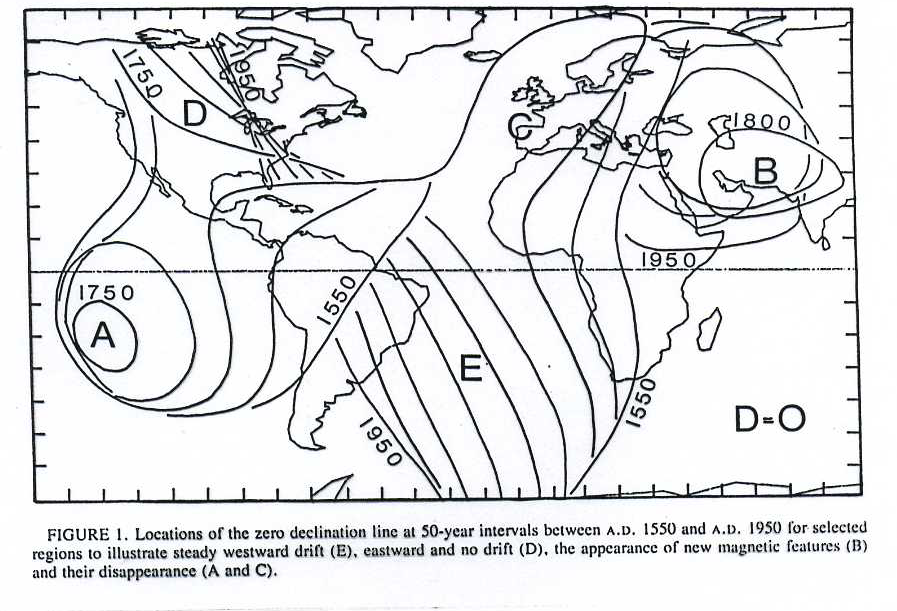 1750
1950
D
C
1800
B
1950
1750
A
1550
E
1550
1950
D=O
FIGURE 1. Locations of the zero declination line at 50-year intervals between A.D. 1550 and A.D. 1950 for selected
regions to illustrate steady westward drift (E), eastward and no drift (D), the appearance of new magnetic features (B)
and their disappearance (A and C).